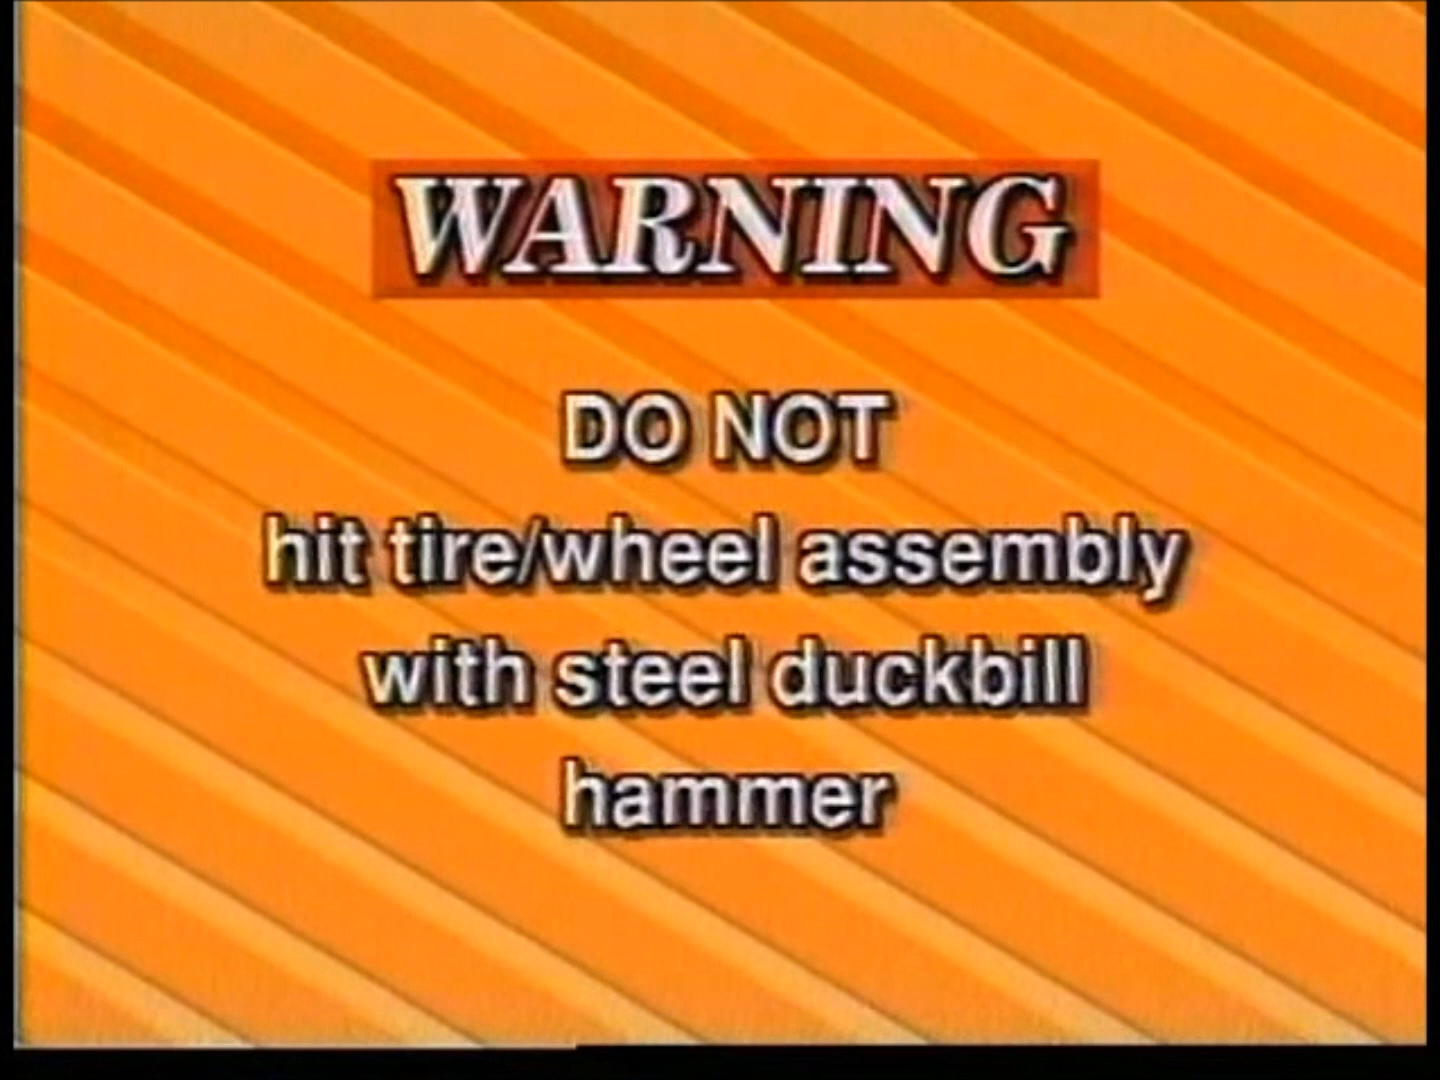 WARNING
DO NOT
hit tire/wheel assembly
with steel duckbill
hammer